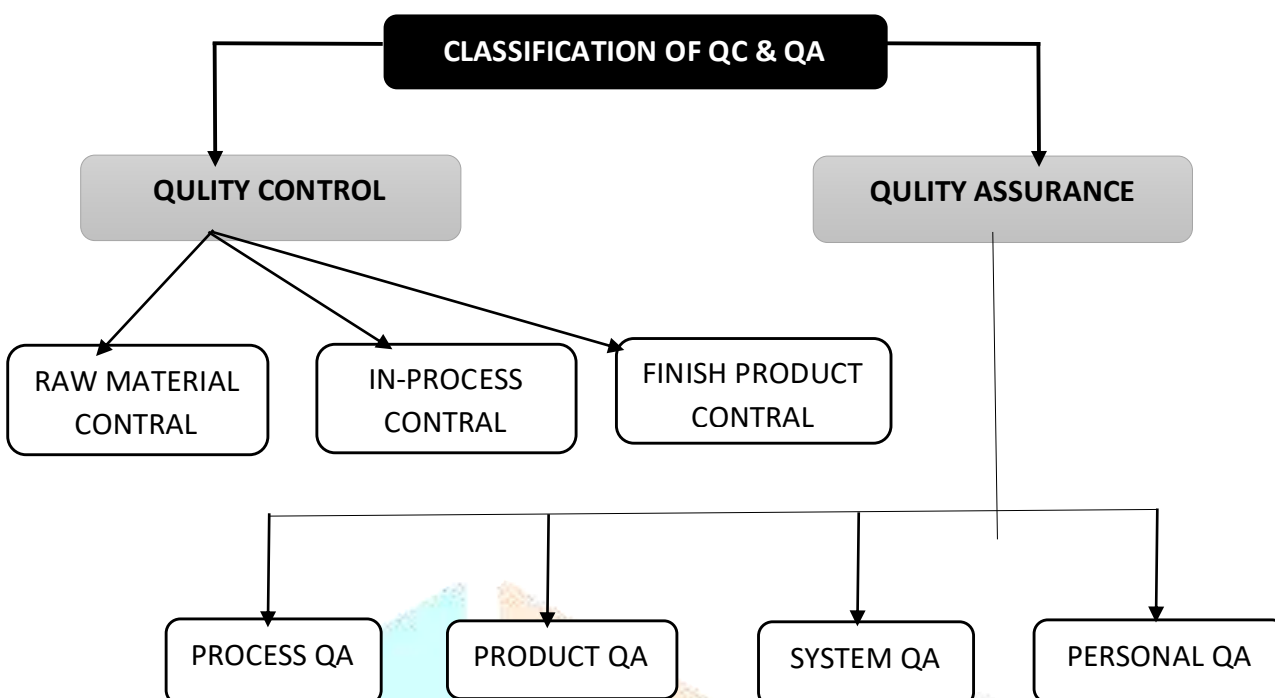 CLASSIFICATION OF QC & QA
QULITY CONTROL
QULITY ASSURANCE
RAW MATERIAL
CONTRAL
IN-PROCESS
CONTRAL
FINISH PRODUCT
CONTRAL
PROCESS QA
PRODUCT QA
SYSTEM QA
PERSONAL QA